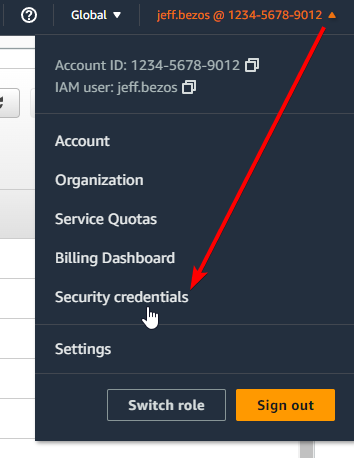 Global
jeff.bezos @ 1234-5678-9012
Account ID: 1234-5678-9012
IAM user: jeff.bezos
Account
Organization
Service Quotas
Billing Dashboard
Security credentials
Settings
Switch role
Sign out